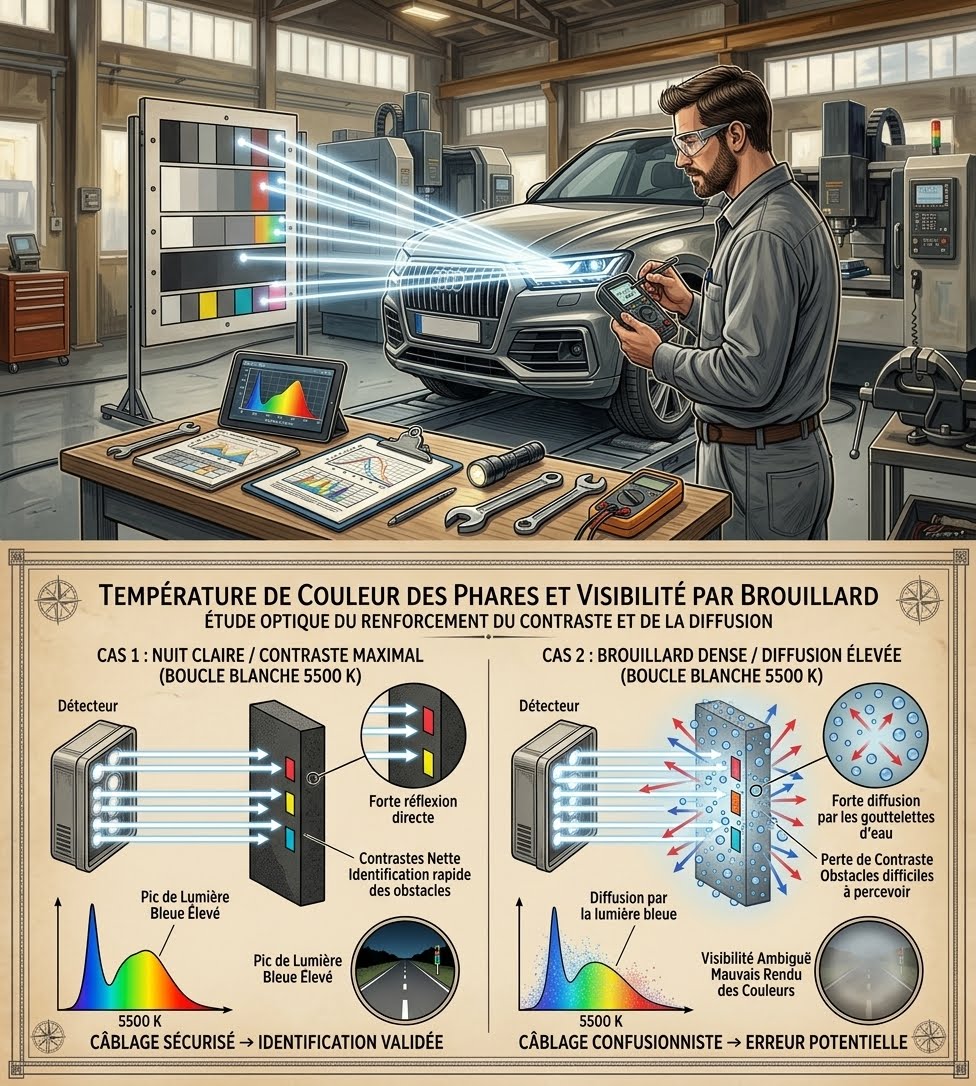 TEMPÉRATURE DE COULEUR DES PHARES ET VISIBILITÉ PAR BROUILLARD
ÉTUDE OPTIQUE DU RENFORCEMENT DU CONTRASTE ET DE LA DIFFUSION
CAS 1 : NUIT CLAIRE / CONTRASTE MAXIMAL
(BOUCLE BLANCHE 5500 K)
Détecteur
Forte réflexion
directe
Contrastes Nette
Identification rapide
des obstacles
Pic de Lumière
Bleue Élevé
Pic de Lumière
Bleue Élevé
5500 K
CÂBLAGE SÉCURISÉ → IDENTIFICATION VALIDÉE
CAS 2 : BROUILLARD DENSE / DIFFUSION ÉLEVÉE
(BOUCLE BLANCHE 5500 K)
Détecteur
Forte diffusion
par les gouttelettes
d'eau
Perte de Contraste
Obstacles difficiles
à percevoir
Diffusion par
la lumière bleue
Visibilité Ambiguë
Mauvais Rendu
des Couleurs
5500 K
CÂBLAGE CONFUSIONNISTE → ERREUR POTENTIELLE